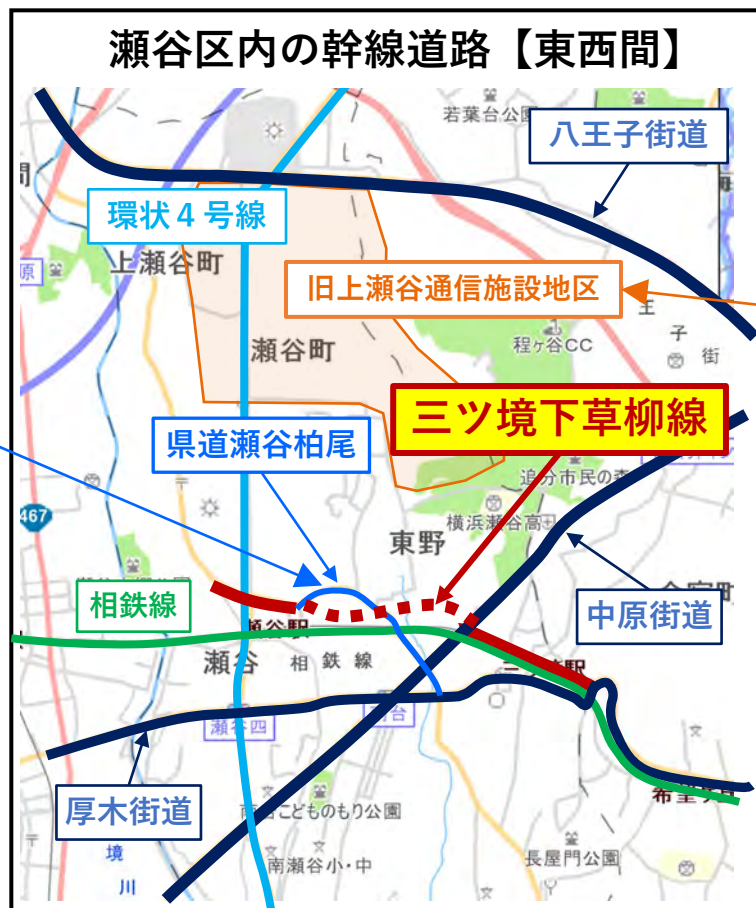 瀬谷区内の幹線道路【東西間】
若葉台公
八王子街道
間
環状4号線
上瀬谷町
原
旧上瀬谷通信施設地区
王
子
街
瀬谷町
程ヶ谷CC
三ツ境下草柳線
県道瀬谷柏尾
追分市民の森
467
横浜瀬谷高
東野
相鉄線
瀬谷駅
中原街道
瀬谷
相鉄線
瀬谷四
厚木街道
希望ヶ
こどものもり公園
境
川
南瀬谷小・中
長屋門公園